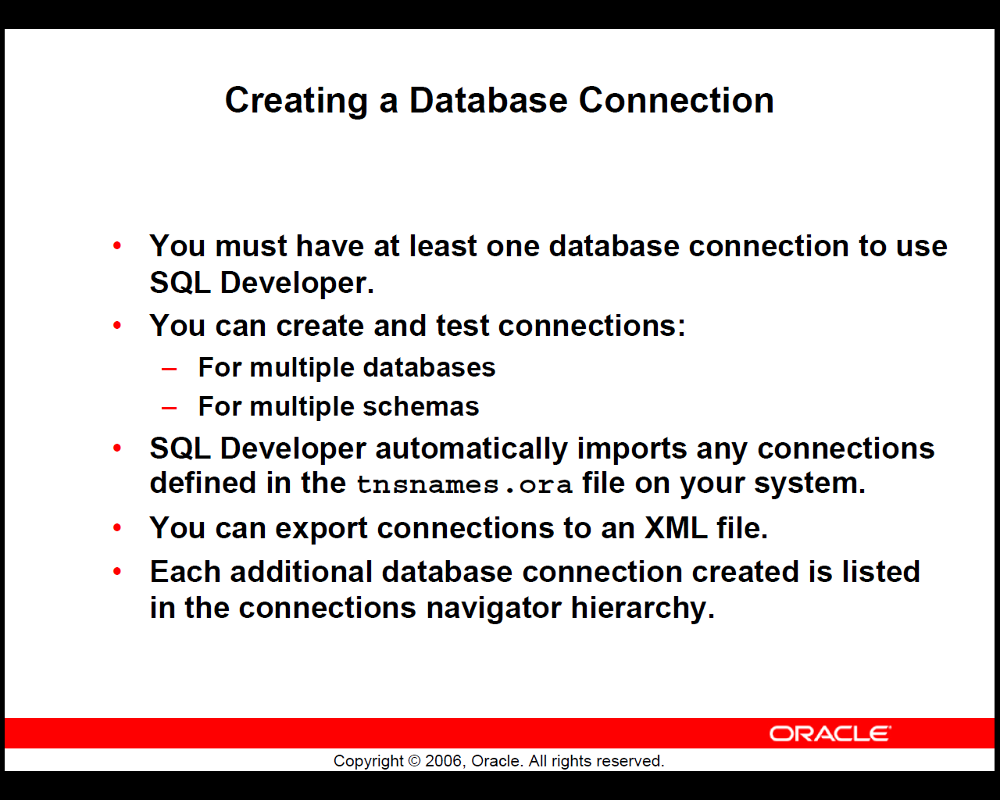 Creating a Database Connection
• You must have at least one database connection to use
SQL Developer.
• You can create and test connections:
– For multiple databases
– For multiple schemas
• SQL Developer automatically imports any connections
defined in the tnsnames.ora file on your system.
• You can export connections to an XML file.
• Each additional database connection created is listed
in the connections navigator hierarchy.
ORACLE®
Copyright © 2006, Oracle. All rights reserved.